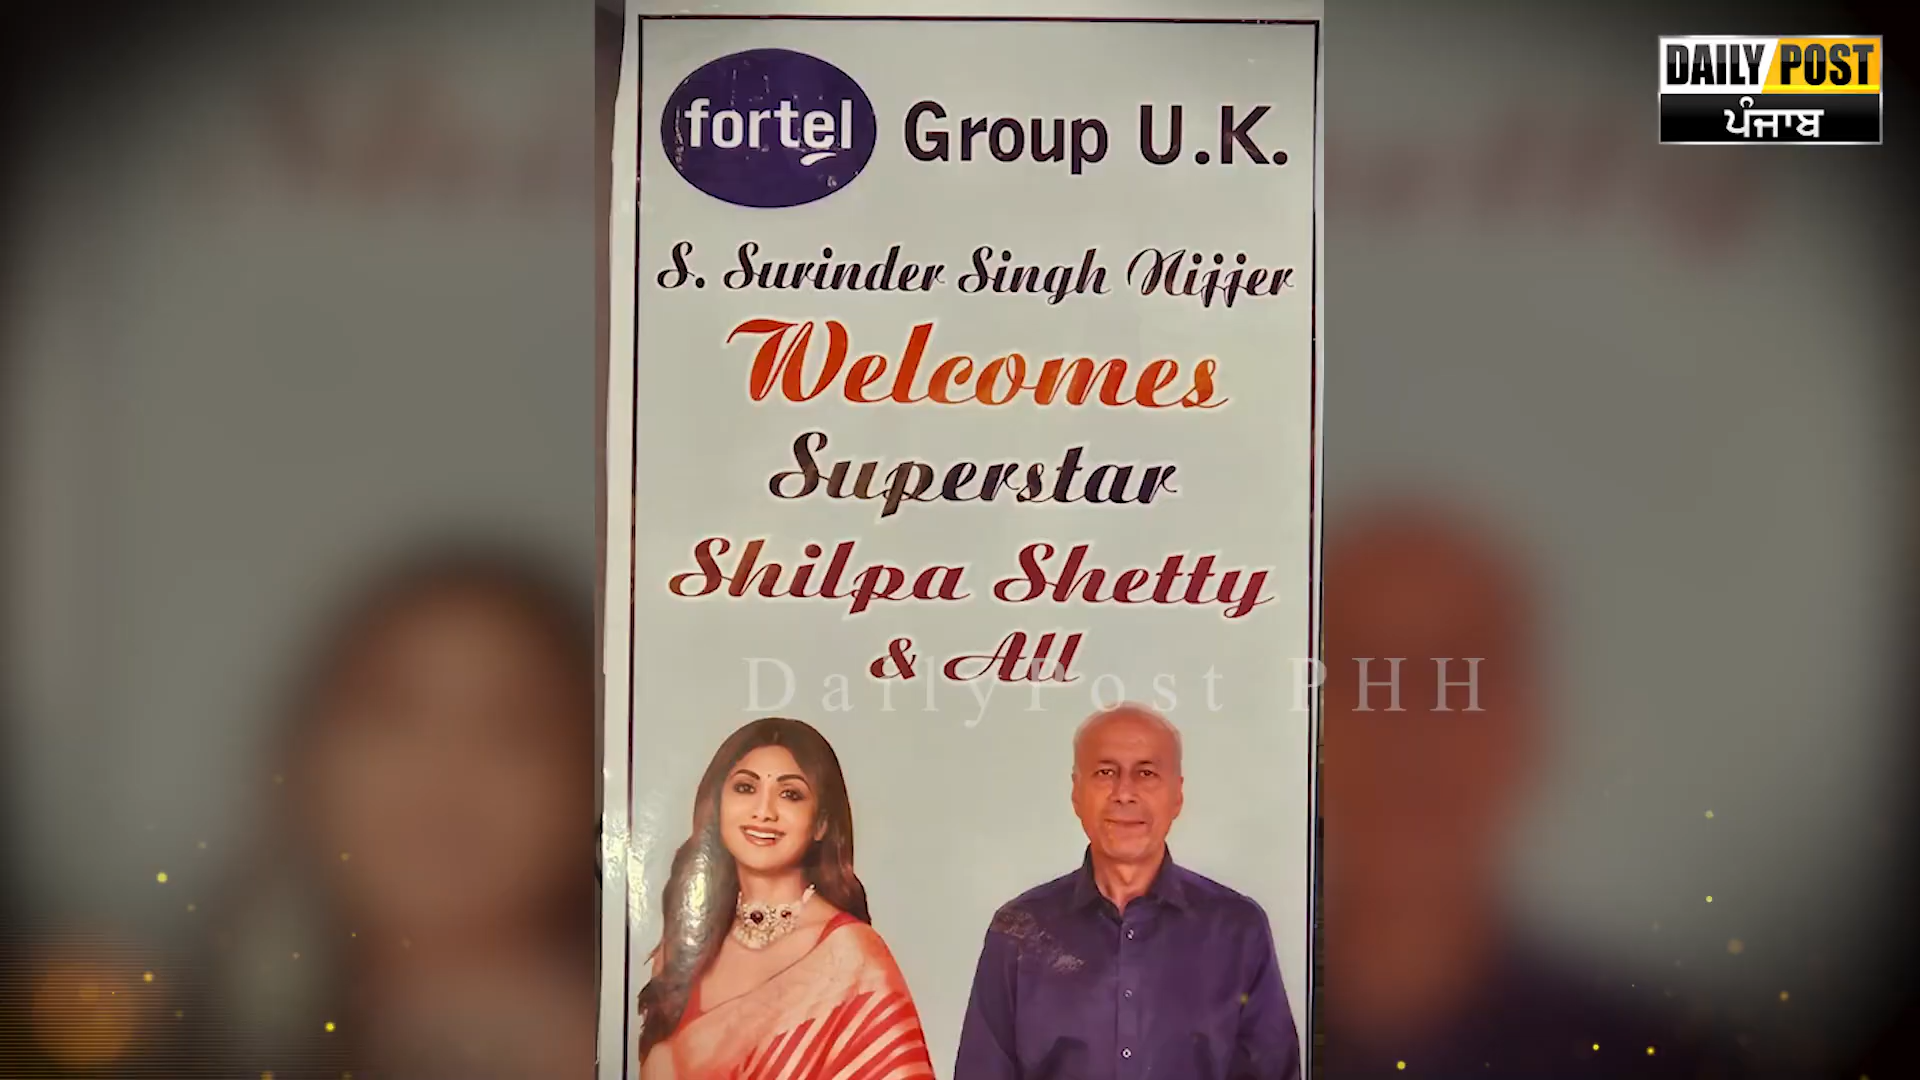 DAILY POST
ਪੰਜਾਬ
fortel Group U.K.
S. Surinder Singh Nijjer
Welcomes
Superstar
Shilpa Shetty
& All
DailyPost PHH